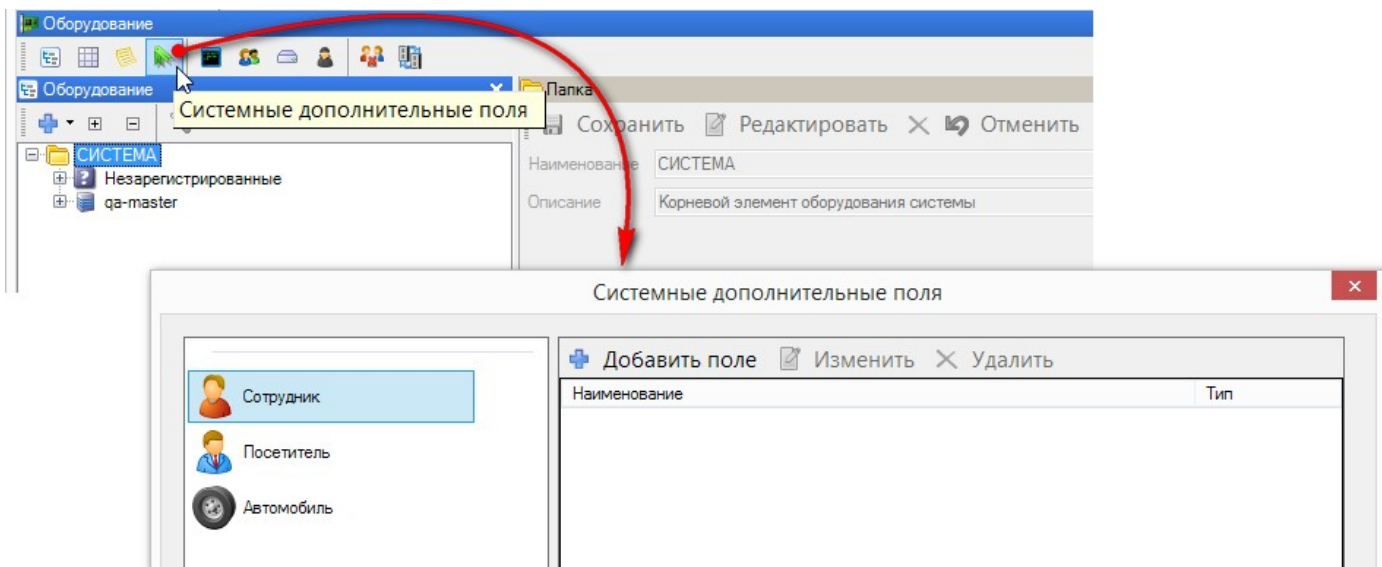 Оборудование
Оборудование
Системные дополнительные поля
Папка
Сохранить Редактировать Отменить
СИСТЕМА
Наименование СИСТЕМА
Незарегистрированные
qa-master
Описание Корневой элемент оборудования системы
Системные дополнительные поля
Добавить поле Изменить Удалить
Наименование Тип
Сотрудник
Посетитель
Автомобиль